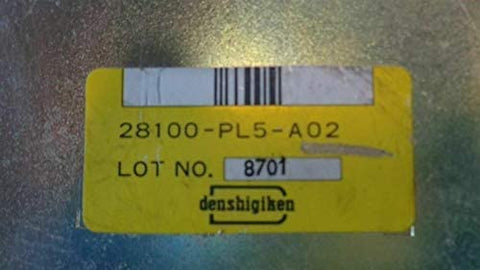 28100-PL5-A02
LOT NO. 8701
denshigiken